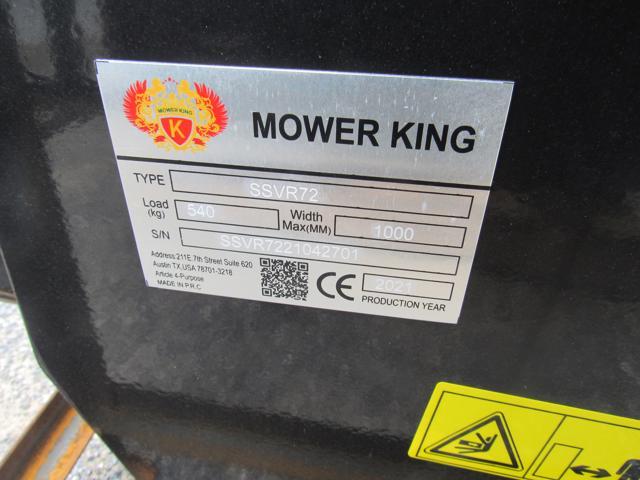 MOWER KING
K
MOWER KING
TYPE SSVR72
Load (kg) 540 Width Max(MM) 1000
S/N SSVR7221042701
Address:211E.7th Street Suite 620
Austin TX,USA 78701-3218
Article 4-Purpose
MADE IN P.R.C
CE
2021
PRODUCTION YEAR